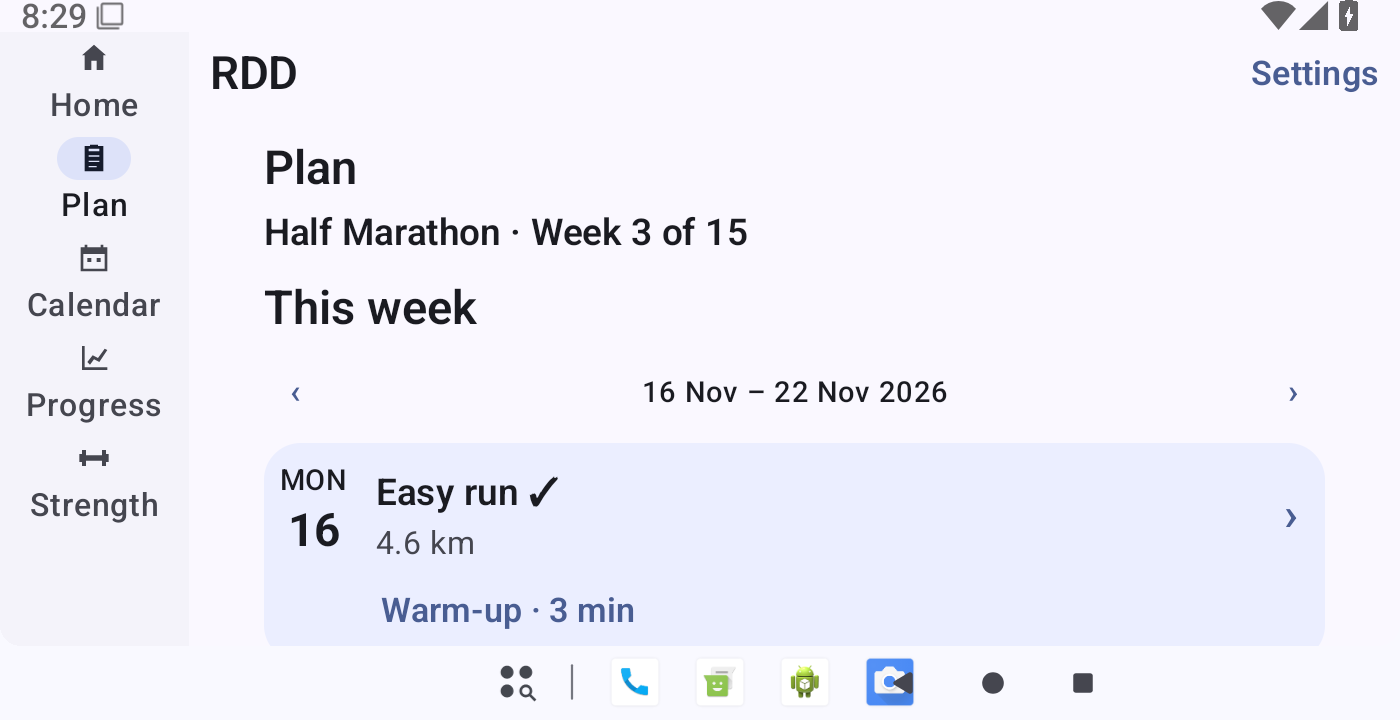 8:29
Home
Plan
Calendar
Progress
Strength
RDD
Settings
Plan
Half Marathon · Week 3 of 15
This week
‹ 16 Nov – 22 Nov 2026 ›
MON
16
Easy run ✓
4.6 km
›
Warm-up · 3 min